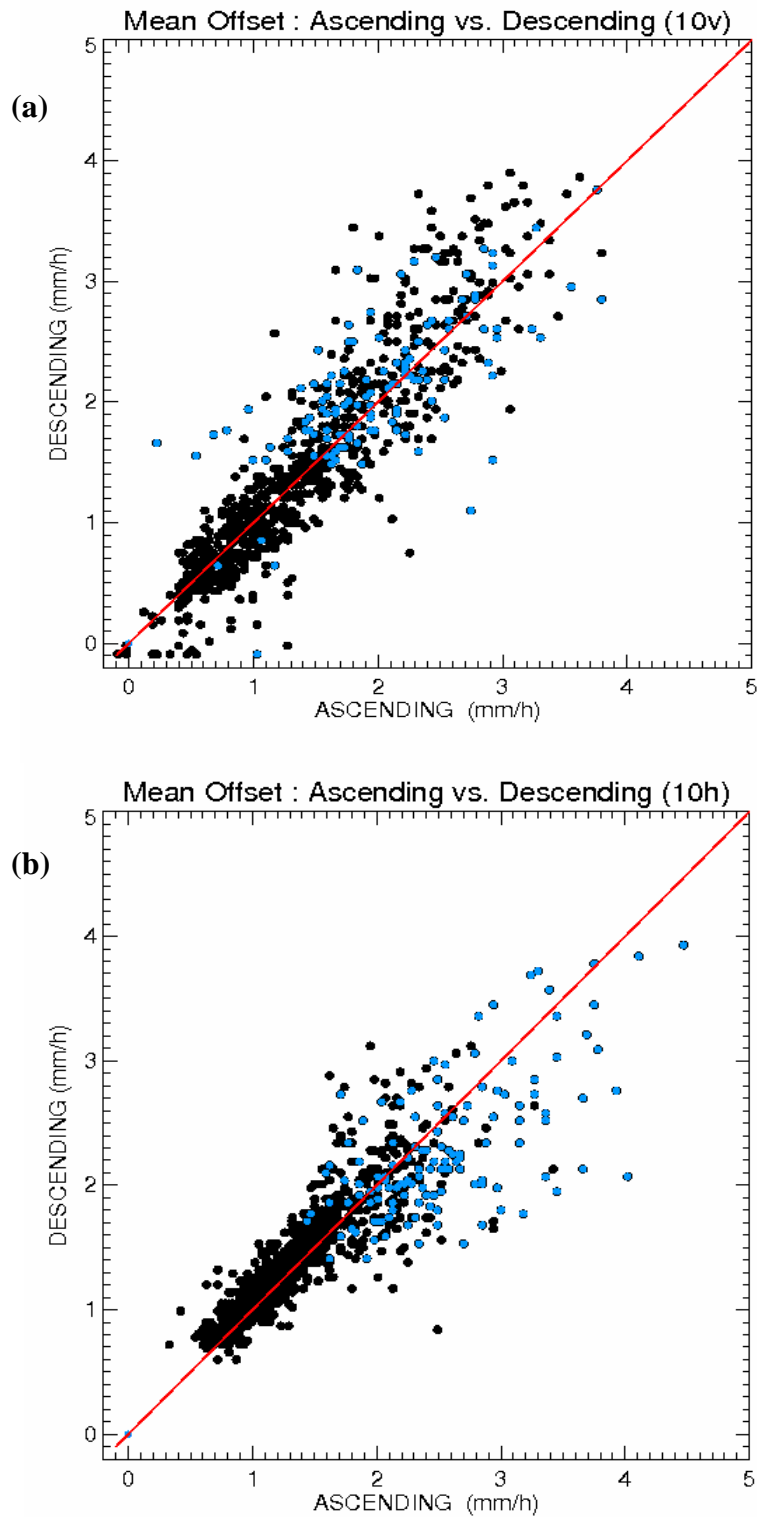 Mean Offset : Ascending vs. Descending (10v)
(a)
5
4
3
2
1
0
DESCENDING (mm/h)
0 1 2 3 4 5
ASCENDING (mm/h)
Mean Offset : Ascending vs. Descending (10h)
(b)
5
4
3
2
1
0
DESCENDING (mm/h)
0 1 2 3 4 5
ASCENDING (mm/h)